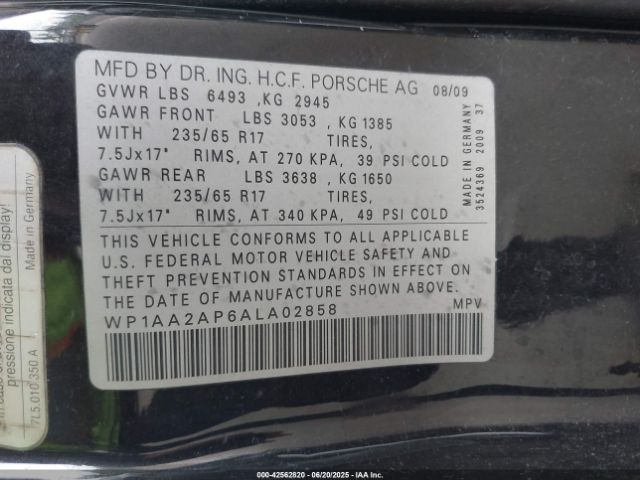 MFD BY DR. ING. H.C.F. PORSCHE AG 08/09
GVWR LBS 6493 , KG 2945
GAWR FRONT LBS 3053 , KG 1385
WITH 235/65 R17 TIRES,
7.5Jx17" RIMS, AT 270 KPA, 39 PSI COLD
GAWR REAR LBS 3638 , KG 1650
WITH 235/65 R17 TIRES,
7.5Jx17" RIMS, AT 340 KPA, 49 PSI COLD
THIS VEHICLE CONFORMS TO ALL APPLICABLE
U.S. FEDERAL MOTOR VEHICLE SAFETY AND
THEFT PREVENTION STANDARDS IN EFFECT ON
THE DATE OF MANUFACTURE SHOWN ABOVE.
WP1AA2AP6ALA02858 MPV
MADE IN GERMANY
3524369 2009 37
Made in Germany
pressione indicata dal display!
7L5.010.350 A
000-42562820 - 06/20/2025 - IAAI Inc.